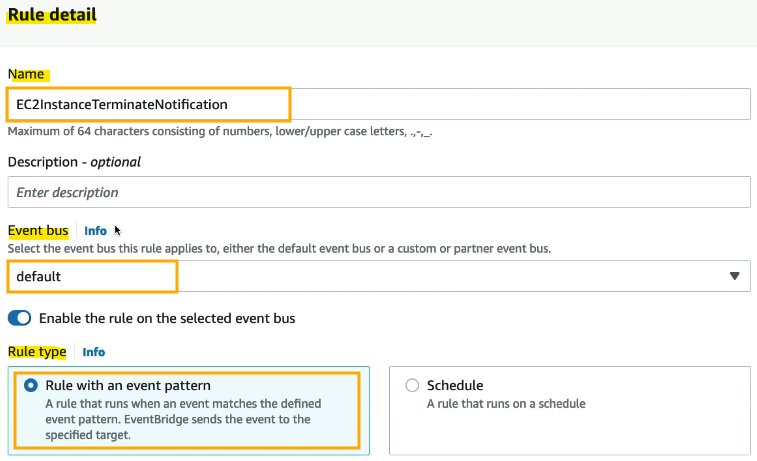 Rule detail
Name
EC2InstanceTerminateNotification
Maximum of 64 characters consisting of numbers, lower/upper case letters, .,-,_.
Description - optional
Enter description
Event bus Info
Select the event bus this rule applies to, either the default event bus or a custom or partner event bus.
default
Enable the rule on the selected event bus
Rule type Info
Rule with an event pattern
A rule that runs when an event matches the defined
event pattern. EventBridge sends the event to the
specified target.
Schedule
A rule that runs on a schedule